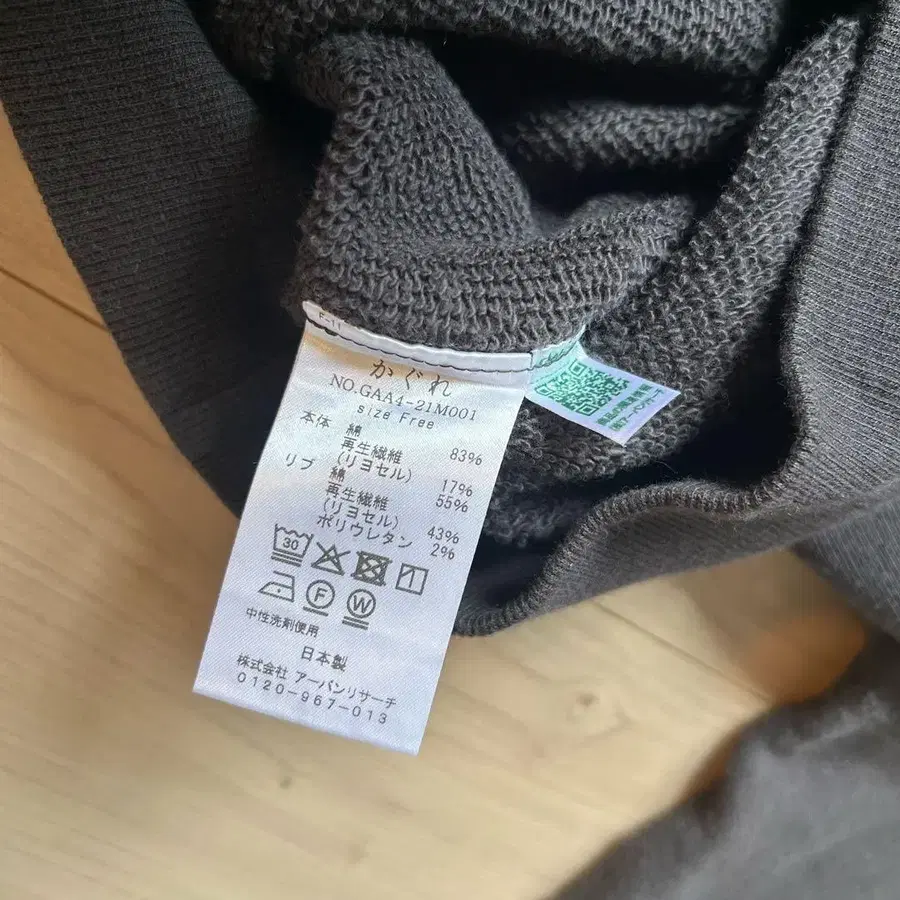 F-11
かぐれ
NO.GAA4-21M001
size Free
本体 綿 83%
再生繊維
(リヨセル) 17%
リブ 綿 55%
再生繊維
(リヨセル) 43%
ポリウレタン 2%
30
F W
中性洗剤使用
日本製
株式会社 アーバンリサーチ
0120-967-013